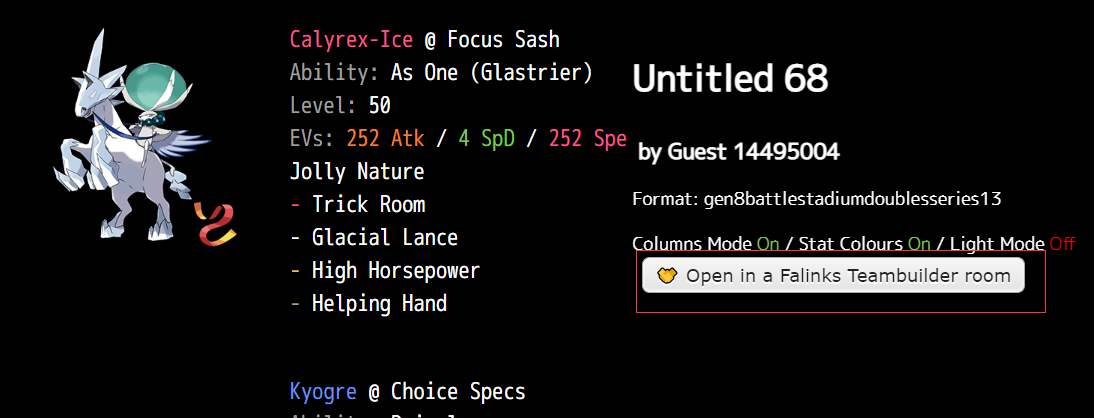 Calyrex-Ice @ Focus Sash
Ability: As One (Glastrier)
Level: 50
EVs: 252 Atk / 4 SpD / 252 Spe
Jolly Nature
- Trick Room
- Glacial Lance
- High Horsepower
- Helping Hand
Kyogre @ Choice Specs
Untitled 68
by Guest 14495004
Format: gen8battlestadiumdoublesseries13
Columns Mode On / Stat Colours On / Light Mode Off
Open in a Falinks Teambuilder room